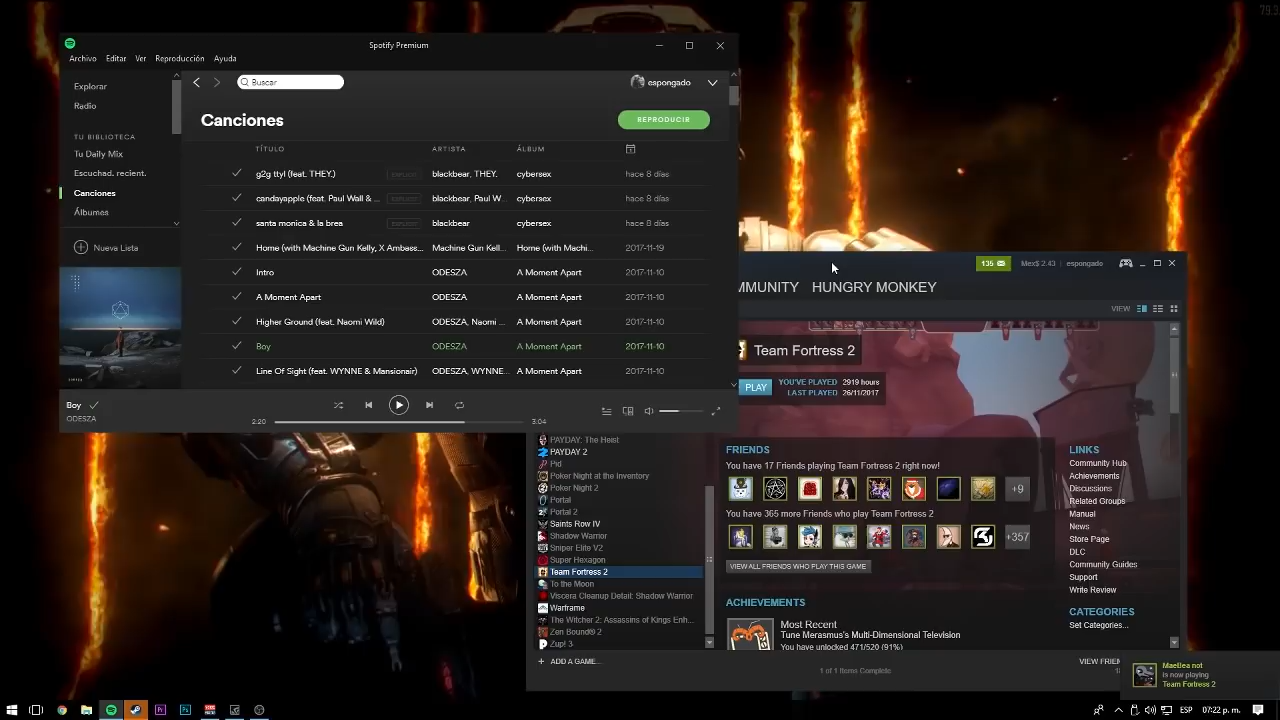 79.3
Spotify Premium
Archivo Editar Ver Reproducción Ayuda
Buscar
espongado
Explorar
Radio
TU BIBLIOTECA
Tu Daily Mix
Escuchad. recient.
Canciones
Álbumes
Nueva Lista
Canciones
REPRODUCIR
TÍTULO ARTISTA ÁLBUM
g2g ttyl (feat. THEY.) EXPLICIT blackbear, THEY. cybersex hace 8 días
candayapple (feat. Paul Wall & ... EXPLICIT blackbear, Paul W... cybersex hace 8 días
santa monica & la brea EXPLICIT blackbear cybersex hace 8 días
Home (with Machine Gun Kelly, X Ambass... Machine Gun Kell... Home (with Machi... 2017-11-19
Intro ODESZA A Moment Apart 2017-11-10
A Moment Apart ODESZA A Moment Apart 2017-11-10
Higher Ground (feat. Naomi Wild) ODESZA, Naomi ... A Moment Apart 2017-11-10
Boy ODESZA A Moment Apart 2017-11-10
Line Of Sight (feat. WYNNE & Mansionair) ODESZA, WYNNE... A Moment Apart 2017-11-10
Boy
ODESZA
2:20 3:04
135 Mex$ 2.43 espongado
MMUNITY HUNGRY MONKEY
VIEW
Team Fortress 2
PLAY
YOU'VE PLAYED 2919 hours
LAST PLAYED 26/11/2017
PAYDAY: The Heist
PAYDAY 2
Pid
Poker Night at the Inventory
Poker Night 2
Portal
Portal 2
Saints Row IV
Shadow Warrior
Sniper Elite V2
Super Hexagon
Team Fortress 2
To the Moon
Viscera Cleanup Detail: Shadow Warrior
Warframe
The Witcher 2: Assassins of Kings Enh...
Zen Bound® 2
Zup! 3
ADD A GAME...
FRIENDS
You have 17 Friends playing Team Fortress 2 right now!
+9
You have 365 more Friends who play Team Fortress 2
+357
VIEW ALL FRIENDS WHO PLAY THIS GAME
ACHIEVEMENTS
Most Recent
Tune Merasmus's Multi-Dimensional Television
You have unlocked 471/520 (91%)
LINKS
Community Hub
Achievements
Discussions
Related Groups
Manual
News
Store Page
DLC
Community Guides
Support
Write Review
CATEGORIES
Set Categories...
1 of 1 Items Complete
VIEW FRIEN
Maellea not
is now playing
Team Fortress 2
ESP 07:22 p. m.